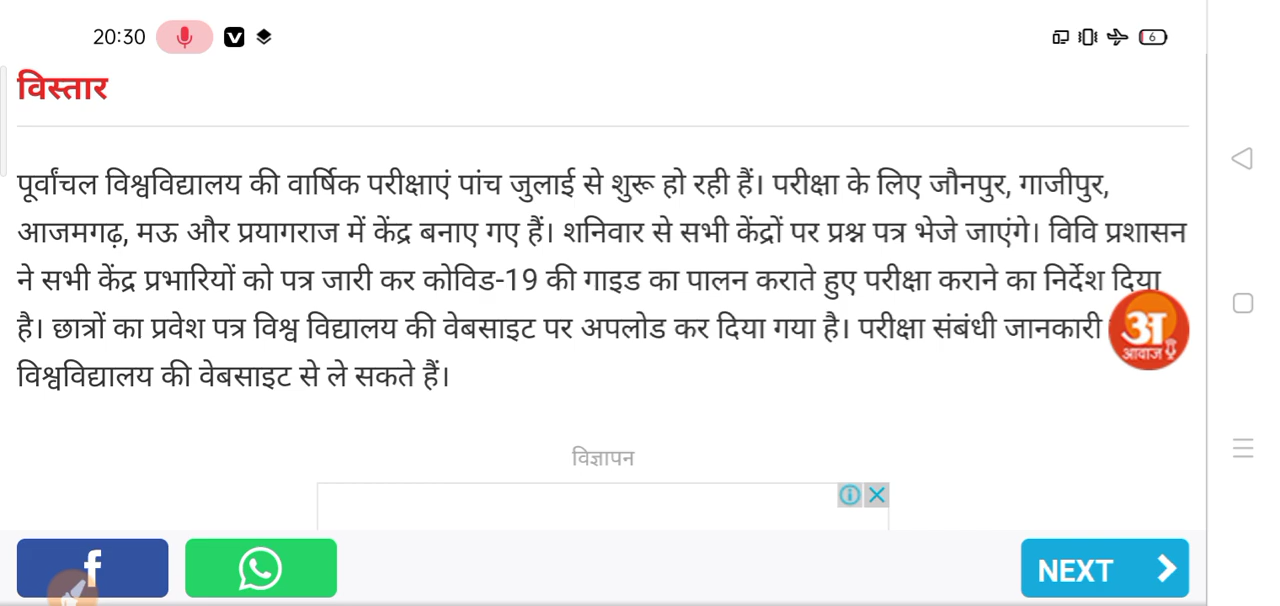 20:30
6
विस्तार
पूर्वांचल विश्वविद्यालय की वार्षिक परीक्षाएं पांच जुलाई से शुरू हो रही हैं। परीक्षा के लिए जौनपुर, गाजीपुर,
आजमगढ़, मऊ और प्रयागराज में केंद्र बनाए गए हैं। शनिवार से सभी केंद्रों पर प्रश्न पत्र भेजे जाएंगे। विवि प्रशासन
ने सभी केंद्र प्रभारियों को पत्र जारी कर कोविड-19 की गाइड का पालन कराते हुए परीक्षा कराने का निर्देश दिया
है। छात्रों का प्रवेश पत्र विश्व विद्यालय की वेबसाइट पर अपलोड कर दिया गया है। परीक्षा संबंधी जानकारी
अ
आवाज
विश्वविद्यालय की वेबसाइट से ले सकते हैं।
विज्ञापन
f
NEXT